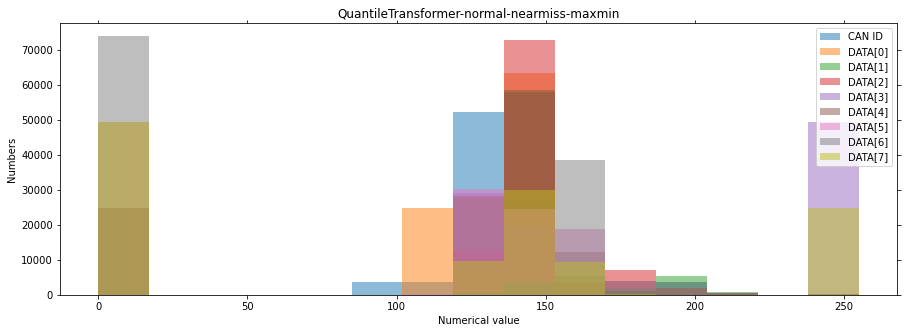 QuantileTransformer-normal-nearmiss-maxmin
CAN ID
DATA[0]
DATA[1]
DATA[2]
DATA[3]
DATA[4]
DATA[5]
DATA[6]
DATA[7]
70000
60000
50000
40000
30000
20000
10000
0
Numbers
0 50 100 150 200 250
Numerical value